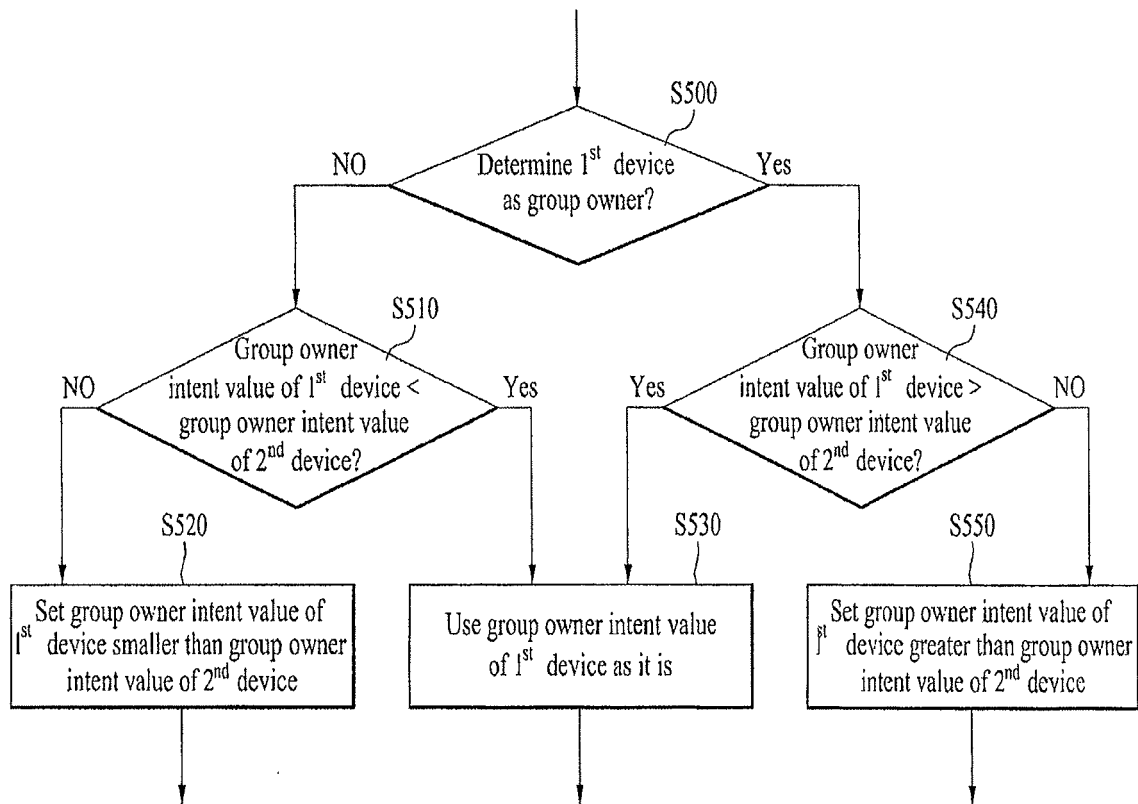 S500
NO
Determine 1st device
as group owner?
Yes
S510
Group owner
intent value of 1st device <
group owner intent value
of 2nd device?
NO
Yes
S540
Group owner
intent value of 1st device >
group owner intent value
of 2nd device?
Yes
NO
S520
Set group owner intent value of
1st device smaller than group owner
intent value of 2nd device
S530
Use group owner intent value
of 1st device as it is
S550
Set group owner intent value of
1st device greater than group owner
intent value of 2nd device